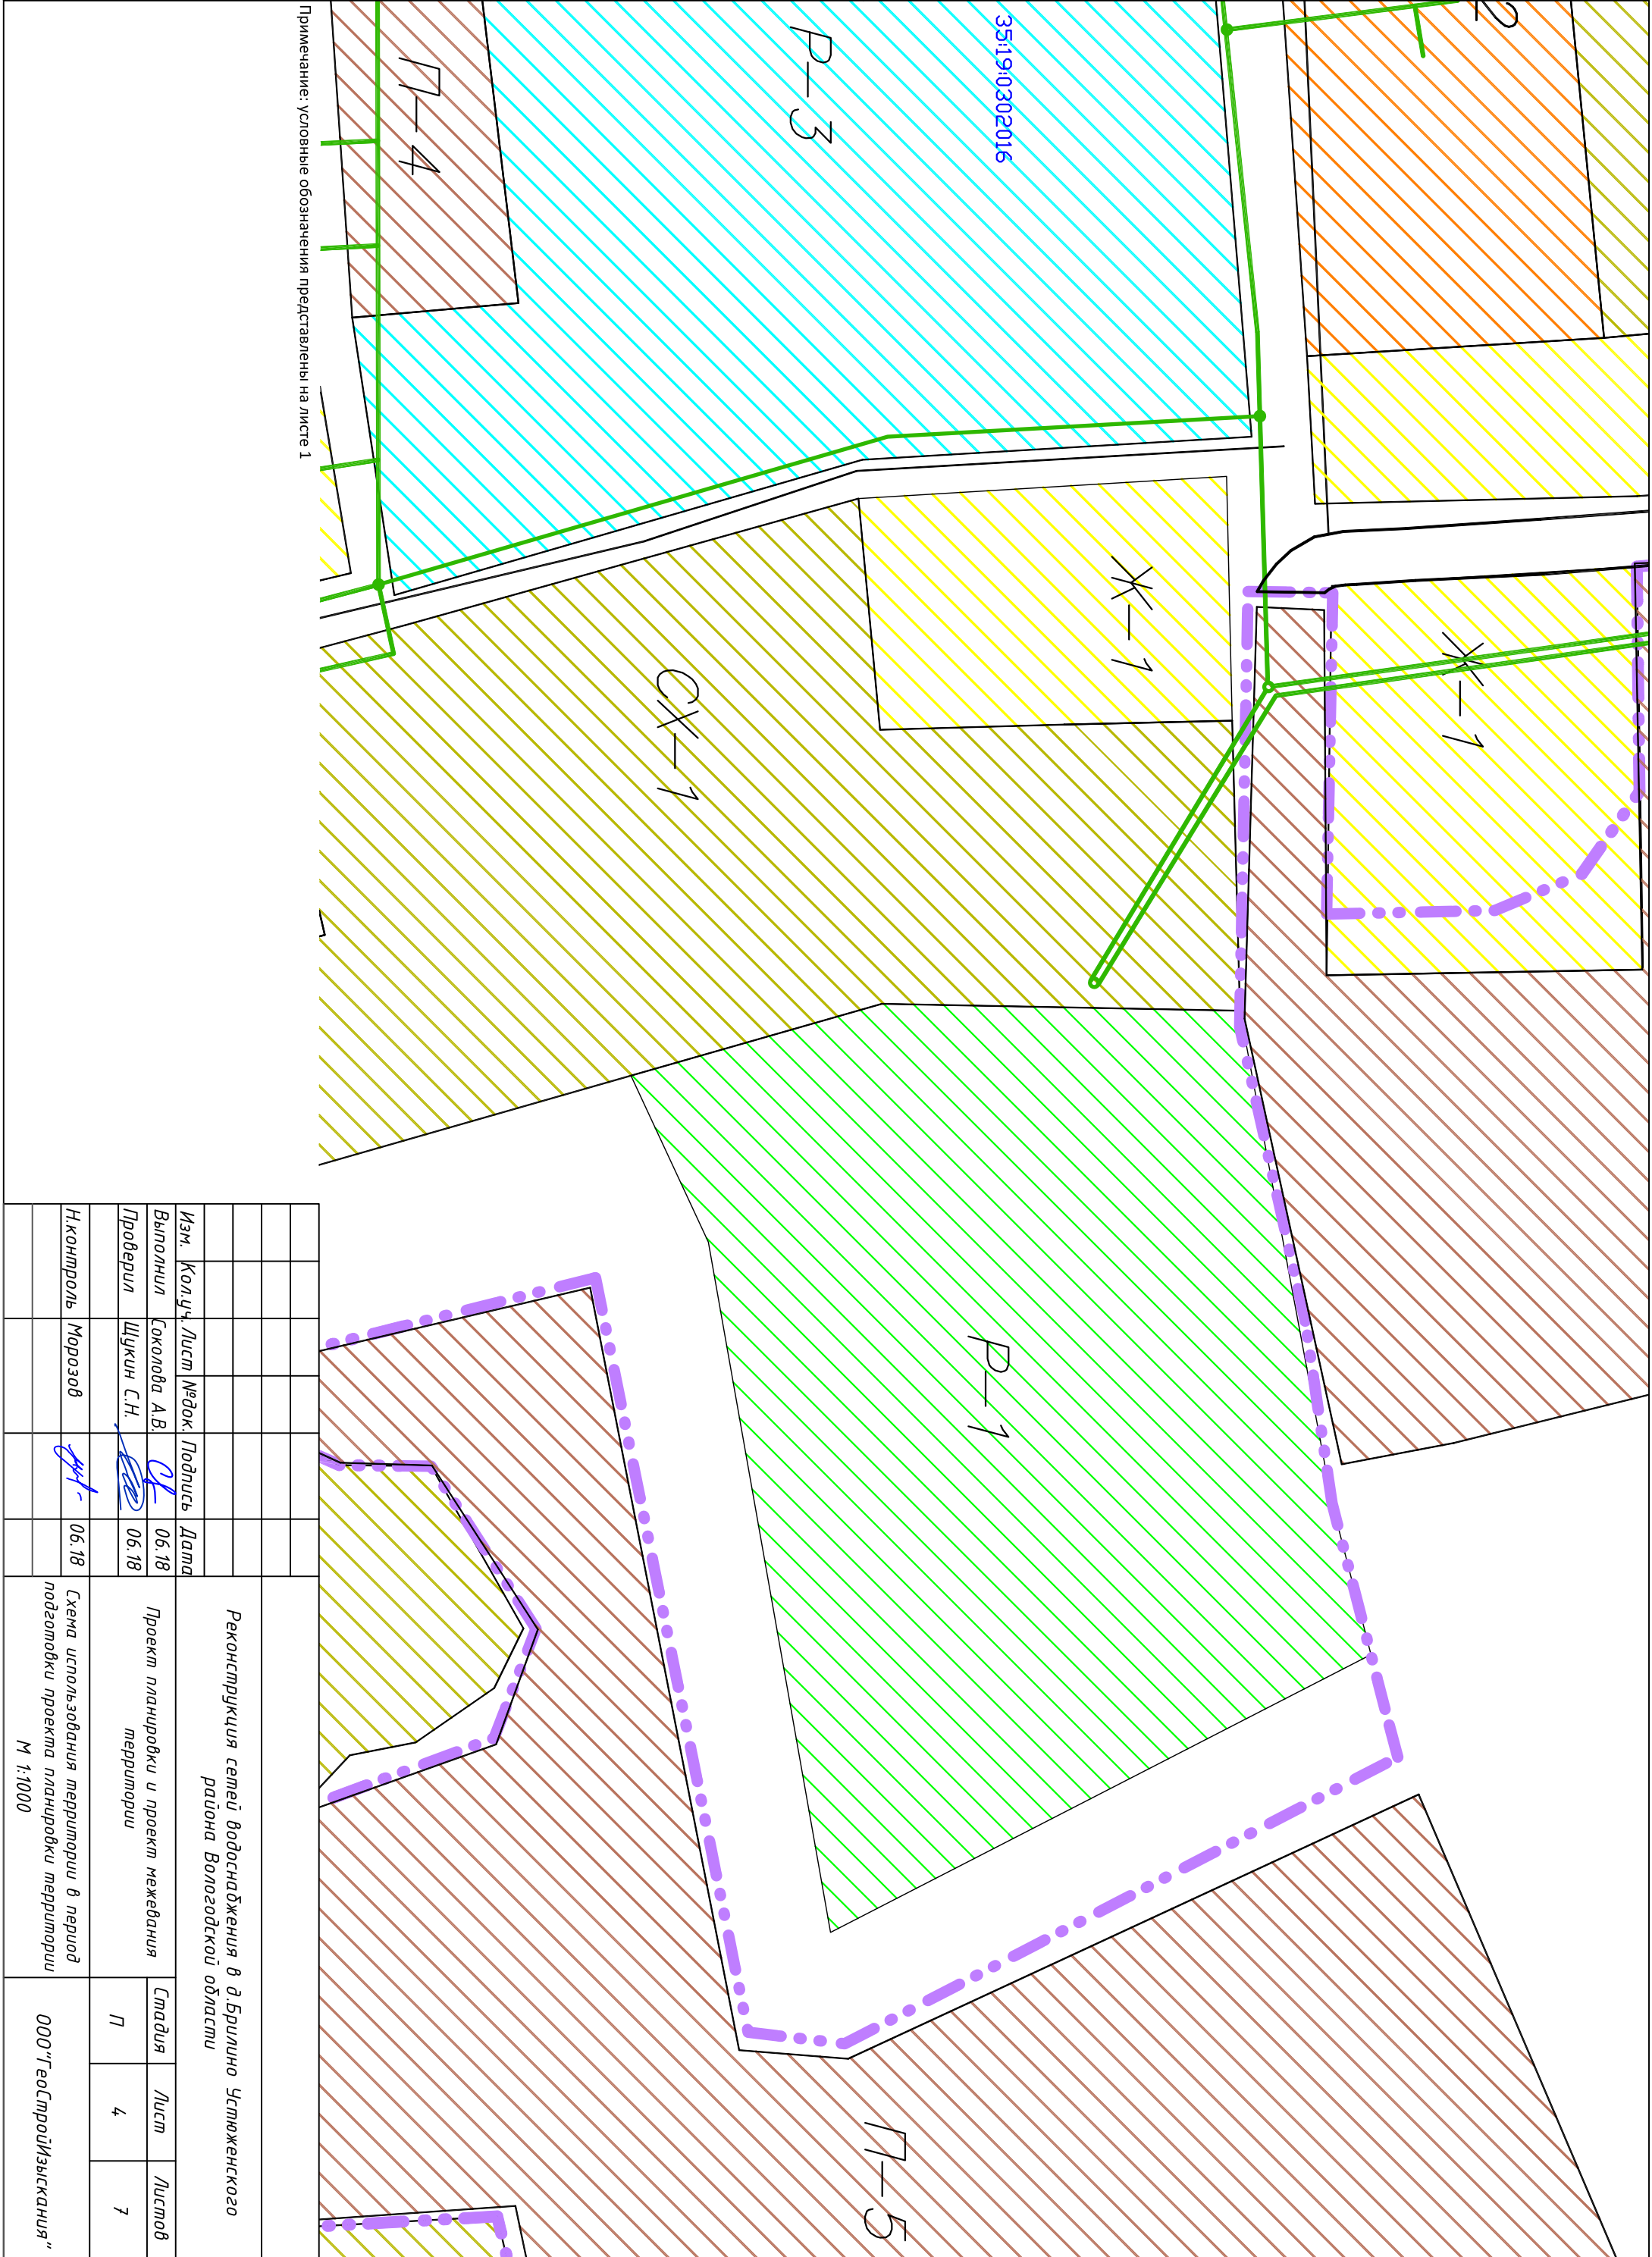 35:19:0302016
Р-3
П-4
Ж-1
Ж-1
СХ-1
Р-1
П-5
Примечание: условные обозначения представлены на листе 1
Реконструкция сетей водоснабжения в д.Брилино Устюженского
района Вологодской области
Изм. Кол.уч. Лист №док. Подпись Дата
Выполнил Соколова А.В. 06.18
Проверил Щукин С.Н. 06.18
Н.контроль Морозов 06.18
Проект планировки и проект межевания
территории
Стадия Лист Листов
П 4 7
Схема использования территории в период
подготовки проекта планировки территории
М 1:1000
ООО"ГеоСтройИзыскания"